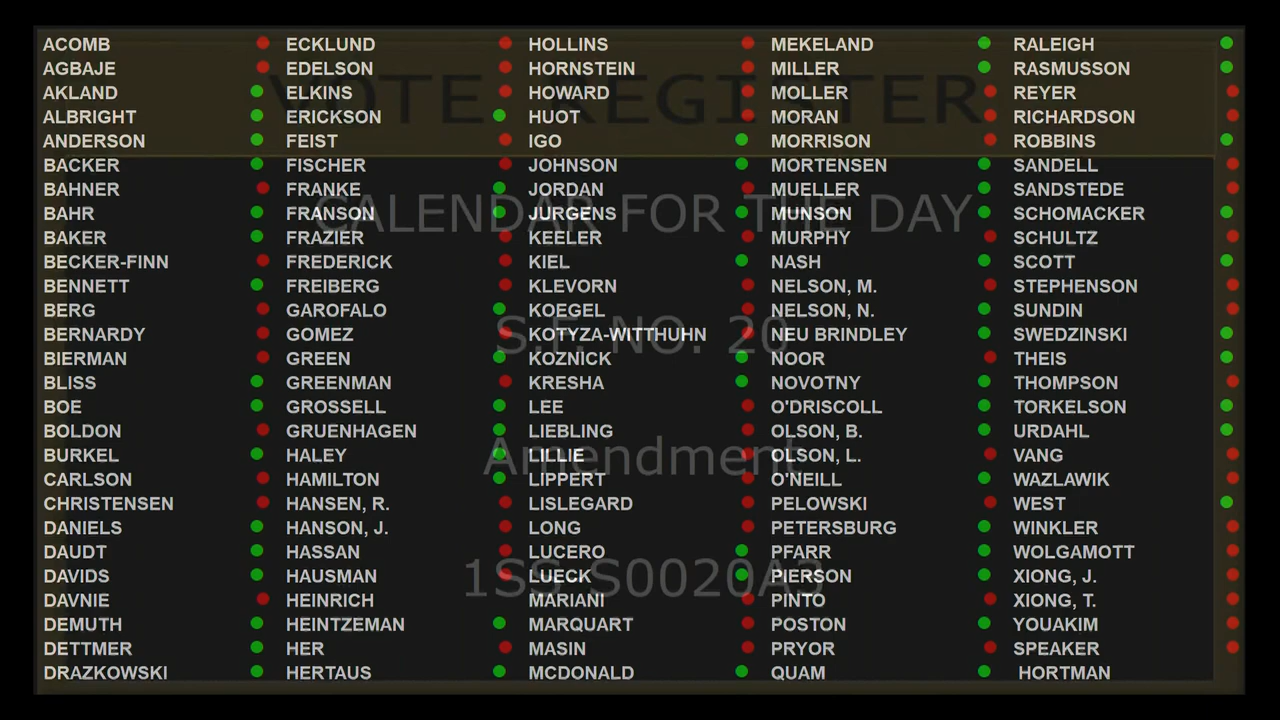 ACOMB ECKLUND HOLLINS MEKELAND RALEIGH
AGBAJE EDELSON HORNSTEIN MILLER RASMUSSON
AKLAND ELKINS HOWARD MOLLER REYER
ALBRIGHT ERICKSON HUOT MORAN RICHARDSON
ANDERSON FEIST IGO MORRISON ROBBINS
BACKER FISCHER JOHNSON MORTENSEN SANDELL
BAHNER FRANKE JORDAN MUELLER SANDSTEDE
BAHR FRANSON JURGENS MUNSON SCHOMACKER
BAKER FRAZIER KEELER MURPHY SCHULTZ
BECKER-FINN FREDERICK KIEL NASH SCOTT
BENNETT FREIBERG KLEVORN NELSON, M. STEPHENSON
BERG GAROFALO KOEGEL NELSON, N. SUNDIN
BERNARDY GOMEZ KOTYZA-WITTHUHN NEU BRINDLEY SWEDZINSKI
BIERMAN GREEN KOZNICK NOOR THEIS
BLISS GREENMAN KRESHA NOVOTNY THOMPSON
BOE GROSSELL LEE O'DRISCOLL TORKELSON
BOLDON GRUENHAGEN LIEBLING OLSON, B. URDAHL
BURKEL HALEY LILLIE OLSON, L. VANG
CARLSON HAMILTON LIPPERT O'NEILL WAZLAWIK
CHRISTENSEN HANSEN, R. LISLEGARD PELOWSKI WEST
DANIELS HANSON, J. LONG PETERSBURG WINKLER
DAUDT HASSAN LUCERO PFARR WOLGAMOTT
DAVIDS HAUSMAN LUECK PIERSON XIONG, J.
DAVNIE HEINRICH MARIANI PINTO XIONG, T.
DEMUTH HEINTZEMAN MARQUART POSTON YOUAKIM
DETTMER HER MASIN PRYOR SPEAKER
DRAZKOWSKI HERTAUS MCDONALD QUAM HORTMAN
VOTE REGISTER
CALENDAR FOR THE DAY
S.F. NO. 20
Amendment
1SS S0020A3